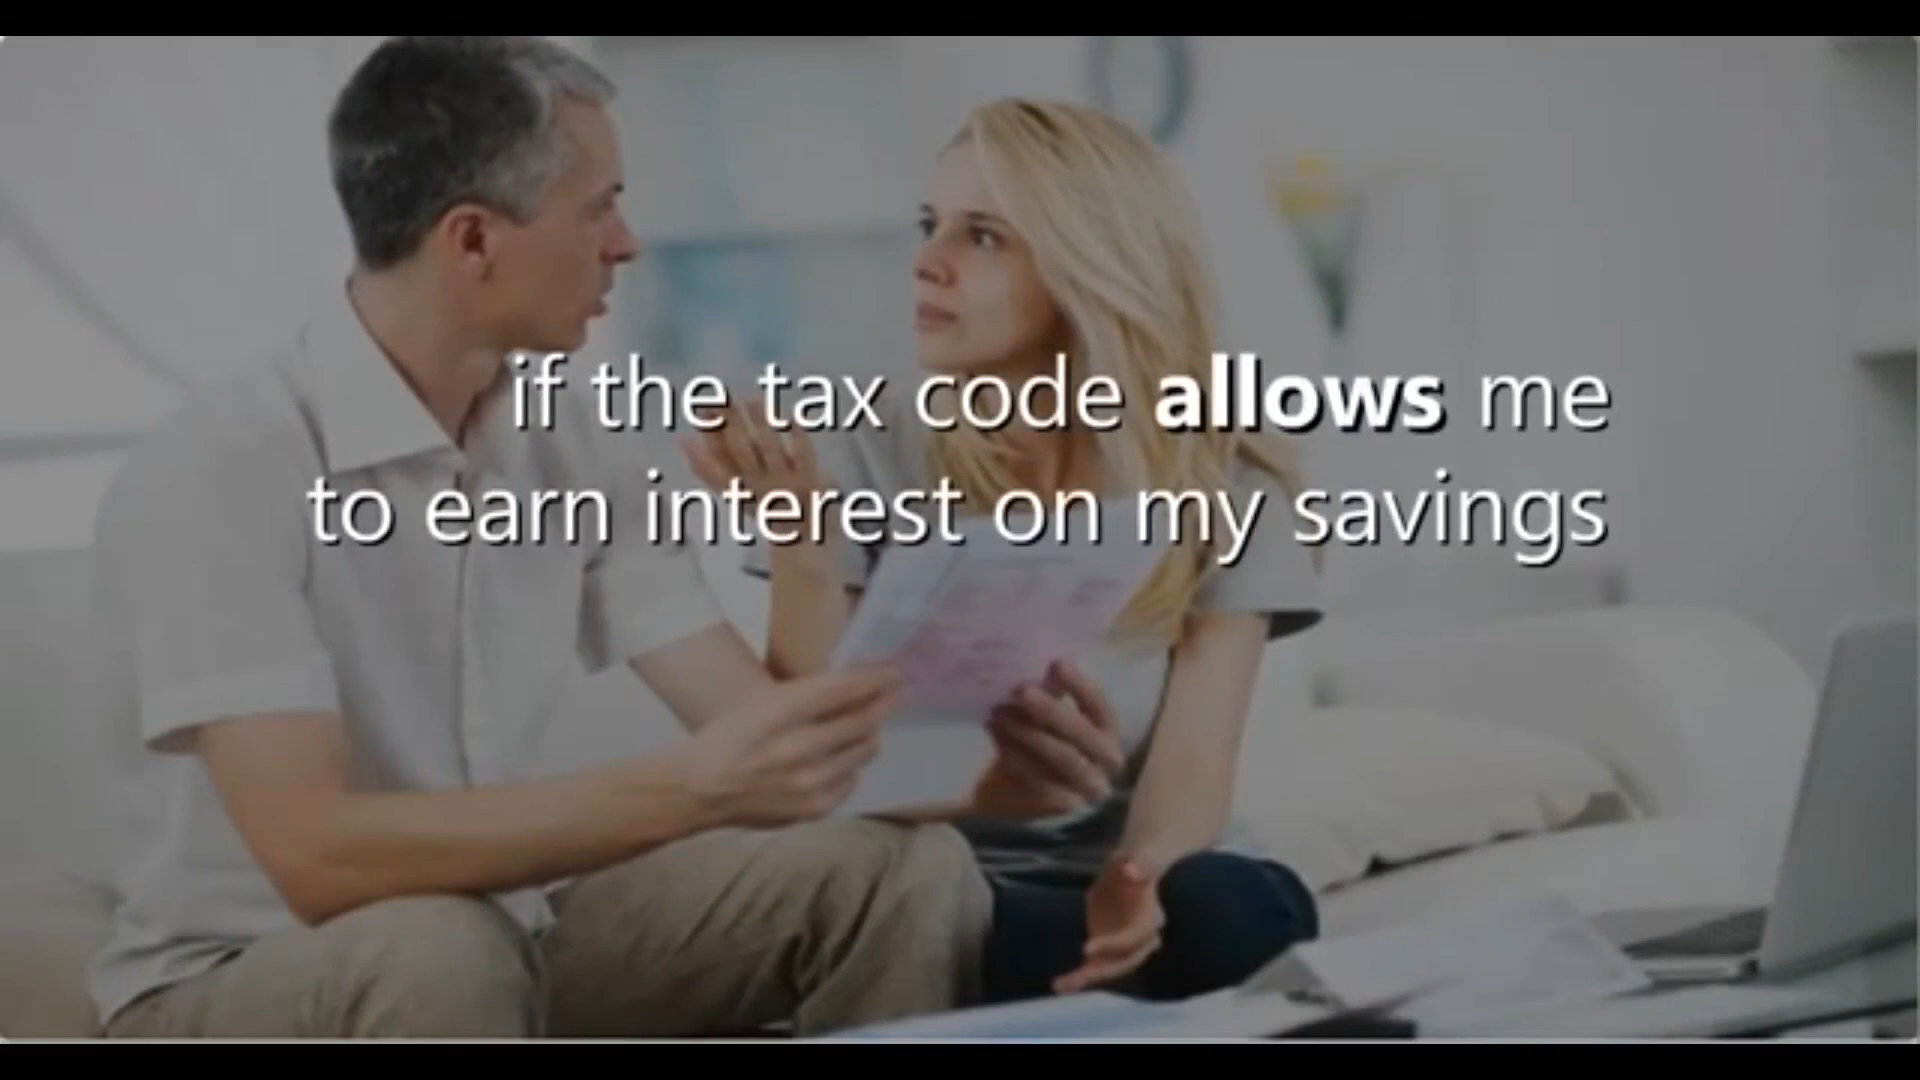 if the tax code allows me
to earn interest on my savings